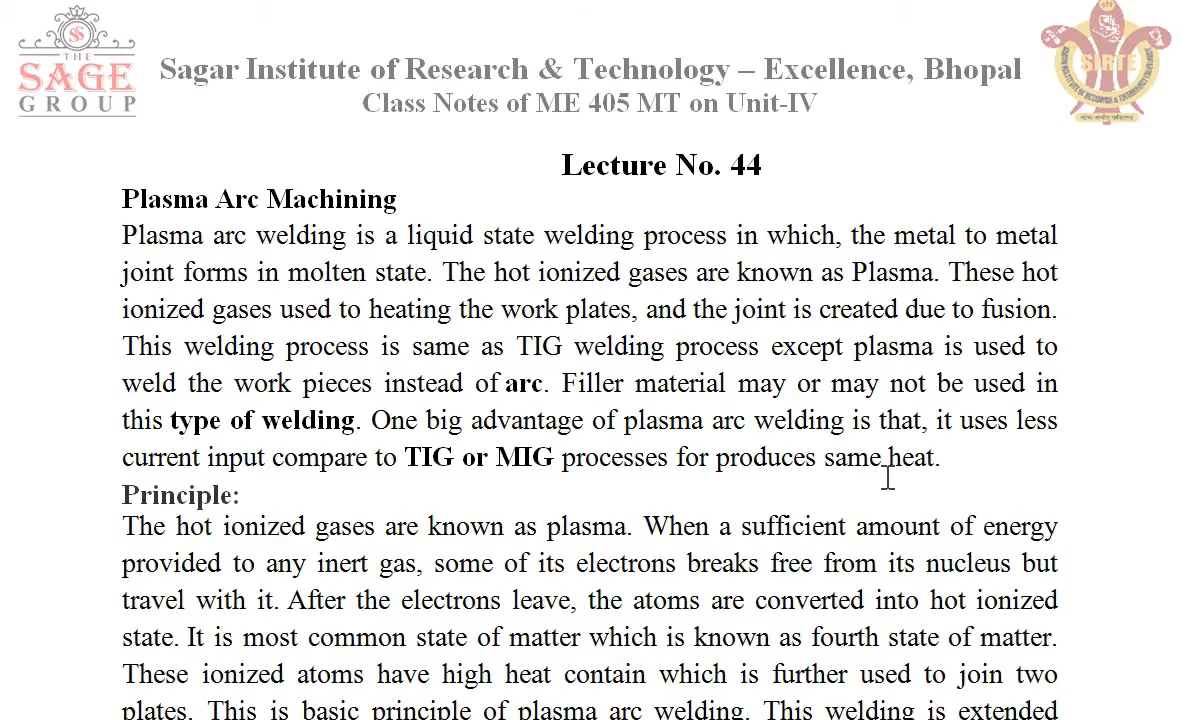 THE
SAGE
GROUP
SIRTE
Sagar Institute of Research & Technology – Excellence, Bhopal
Class Notes of ME 405 MT on Unit-IV
Lecture No. 44
Plasma Arc Machining
Plasma arc welding is a liquid state welding process in which, the metal to metal
joint forms in molten state. The hot ionized gases are known as Plasma. These hot
ionized gases used to heating the work plates, and the joint is created due to fusion.
This welding process is same as TIG welding process except plasma is used to
weld the work pieces instead of arc. Filler material may or may not be used in
this type of welding. One big advantage of plasma arc welding is that, it uses less
current input compare to TIG or MIG processes for produces same heat.
Principle:
The hot ionized gases are known as plasma. When a sufficient amount of energy
provided to any inert gas, some of its electrons breaks free from its nucleus but
travel with it. After the electrons leave, the atoms are converted into hot ionized
state. It is most common state of matter which is known as fourth state of matter.
These ionized atoms have high heat contain which is further used to join two
plates. This is basic principle of plasma arc welding. This welding is extended